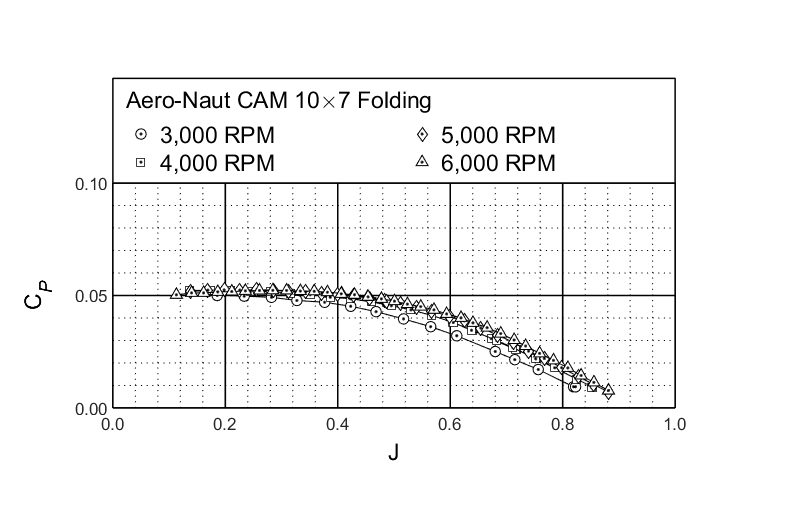 Aero-Naut CAM 10×7 Folding
3,000 RPM
5,000 RPM
4,000 RPM
6,000 RPM
0.10
0.05
0.00
C_P
0.0 0.2 0.4 0.6 0.8 1.0
J